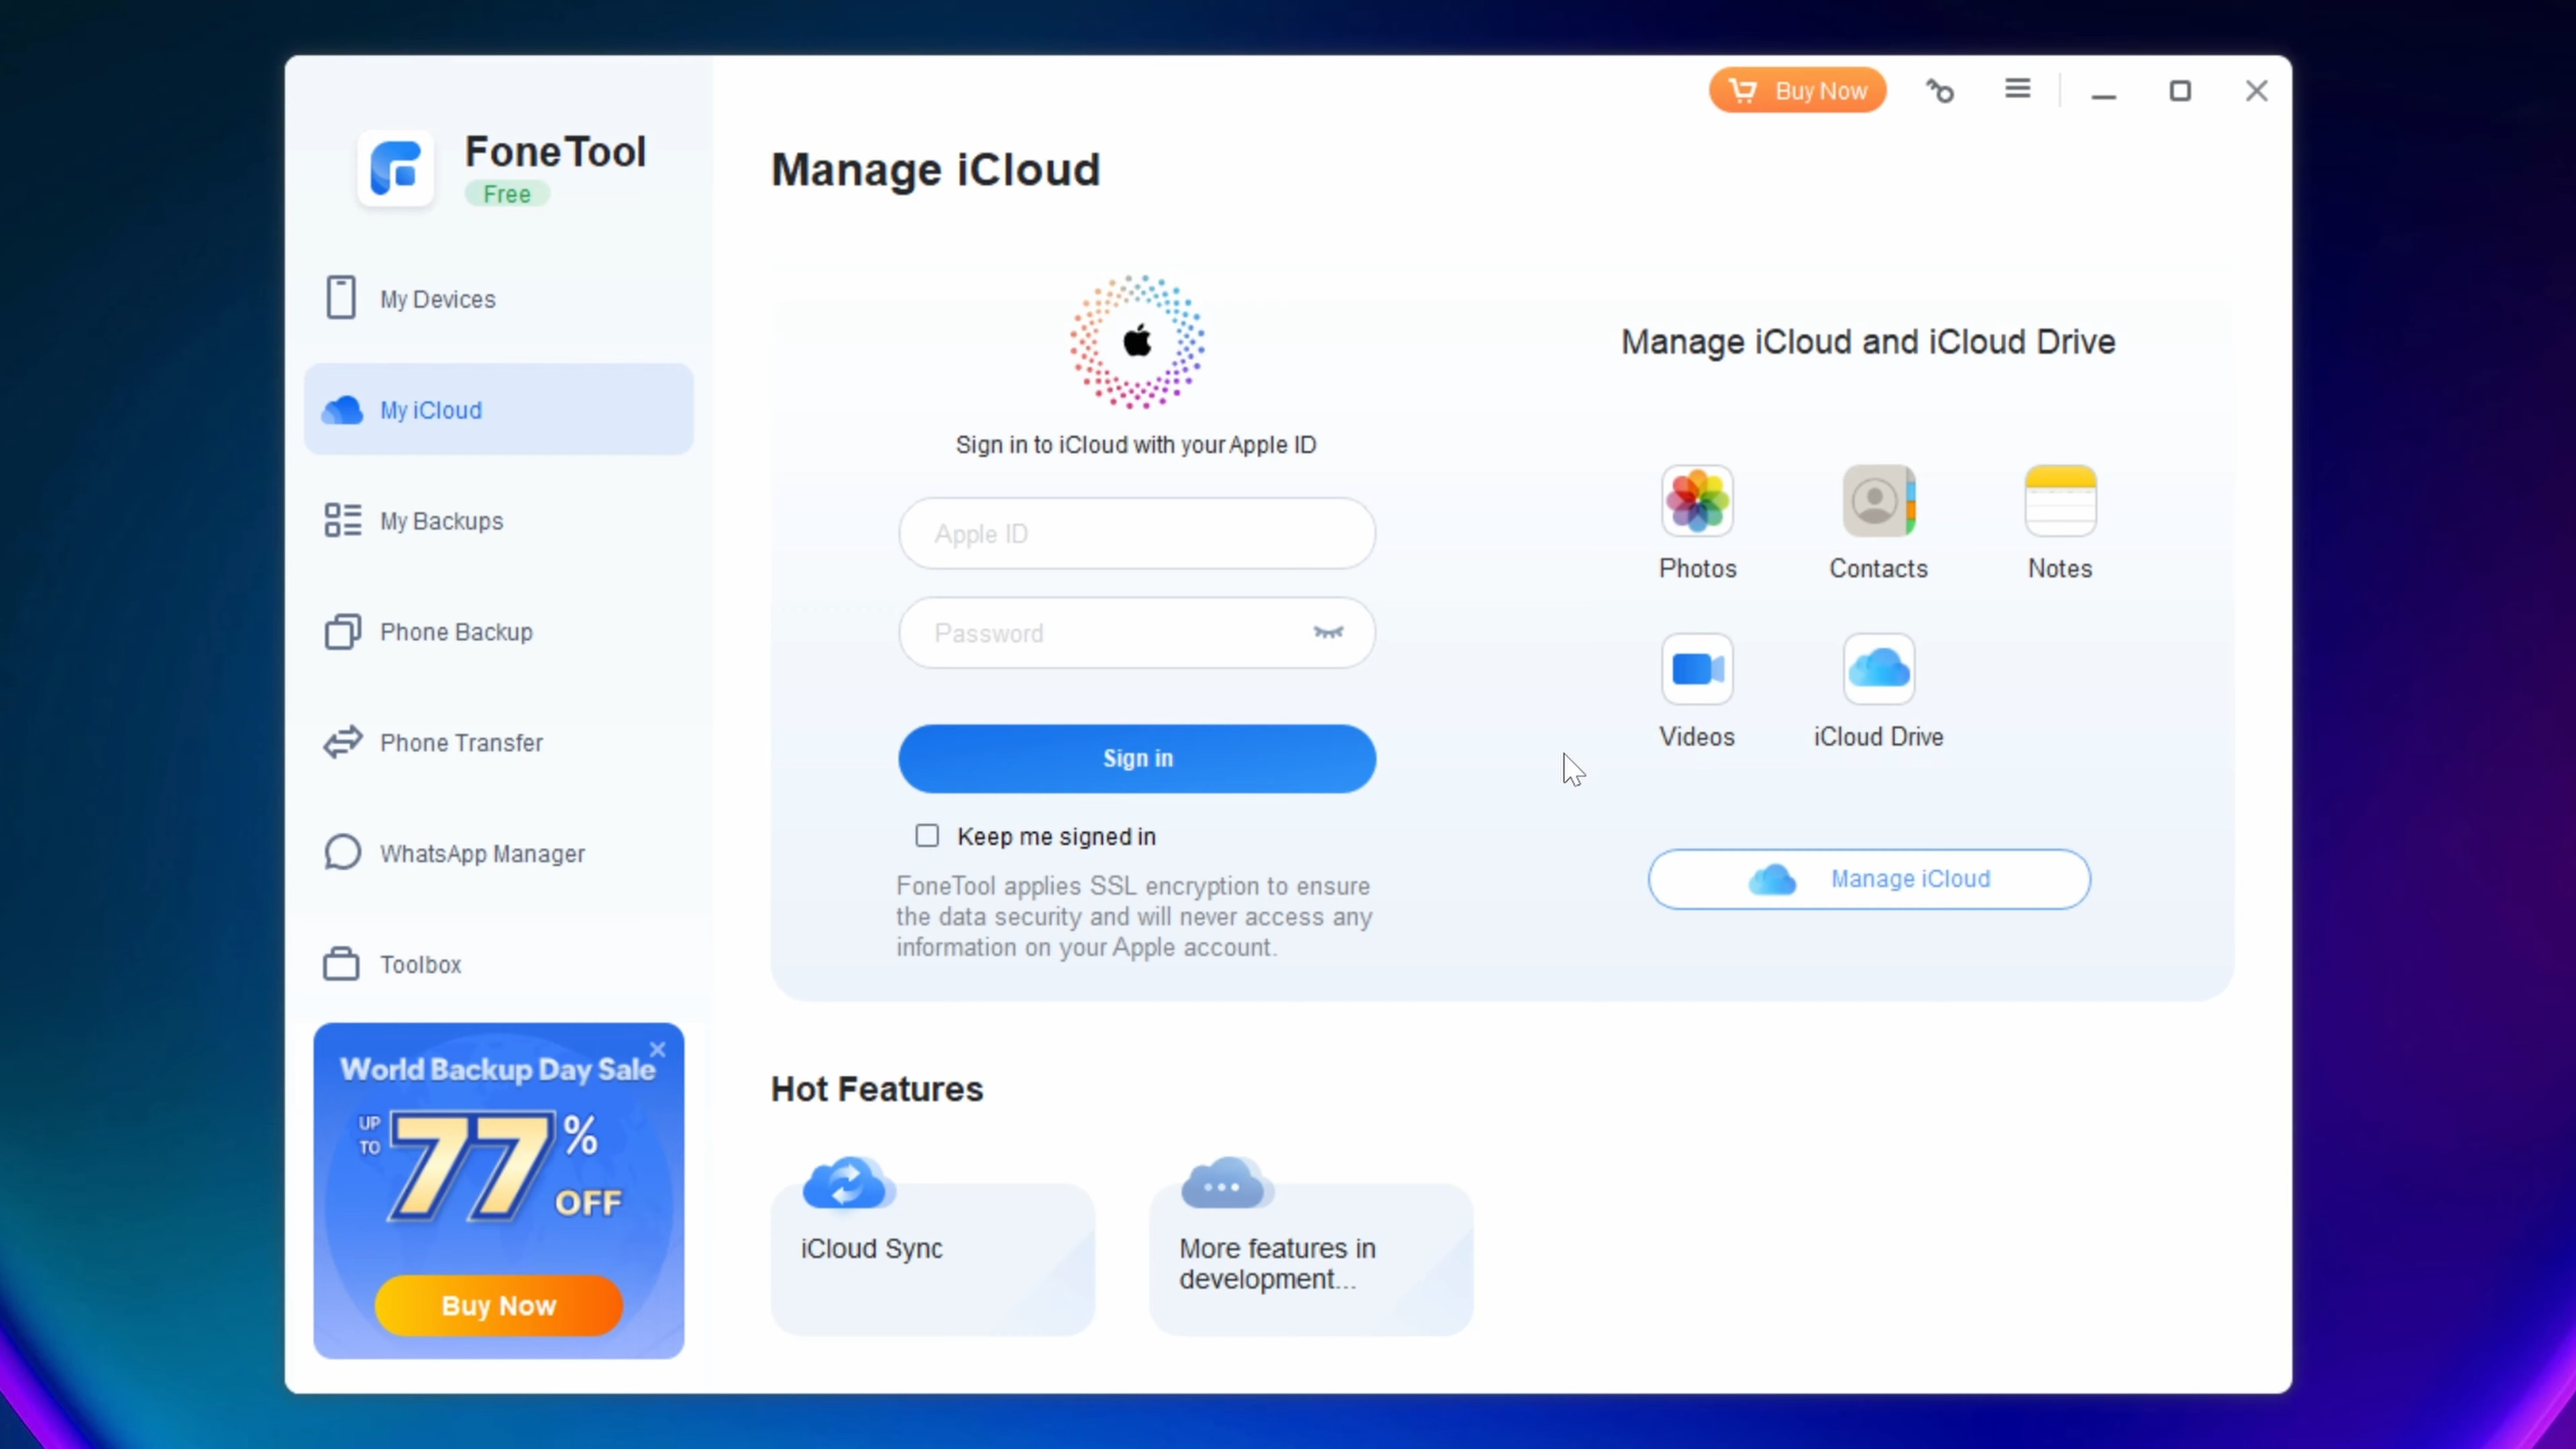 FoneTool
Free
My Devices
My iCloud
My Backups
Phone Backup
Phone Transfer
WhatsApp Manager
Toolbox
World Backup Day Sale
UP TO 77% OFF
Buy Now
Buy Now
Manage iCloud
Sign in to iCloud with your Apple ID
Apple ID
Password
Sign in
Keep me signed in
FoneTool applies SSL encryption to ensure
the data security and will never access any
information on your Apple account.
Manage iCloud and iCloud Drive
Photos
Contacts
Notes
Videos
iCloud Drive
Manage iCloud
Hot Features
iCloud Sync
More features in
development...